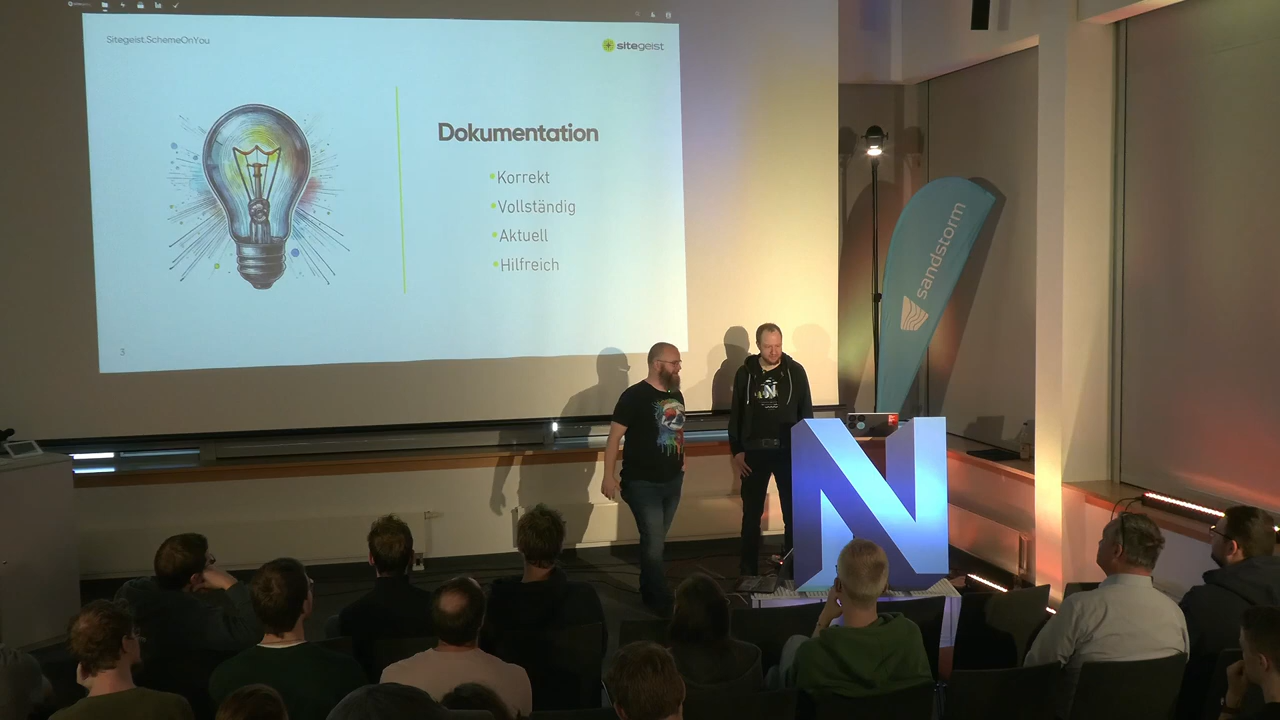 Sitegeist.SchemeOnYou
sitegeist
Dokumentation
Korrekt
Vollständig
Aktuell
Hilfreich
3
sandstorm
N